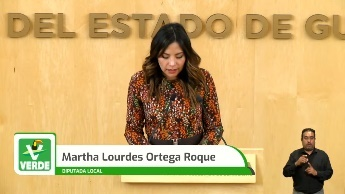 DEL ESTADO DE GU
Martha Lourdes Ortega Roque
DIPUTADA LOCAL
VERDE